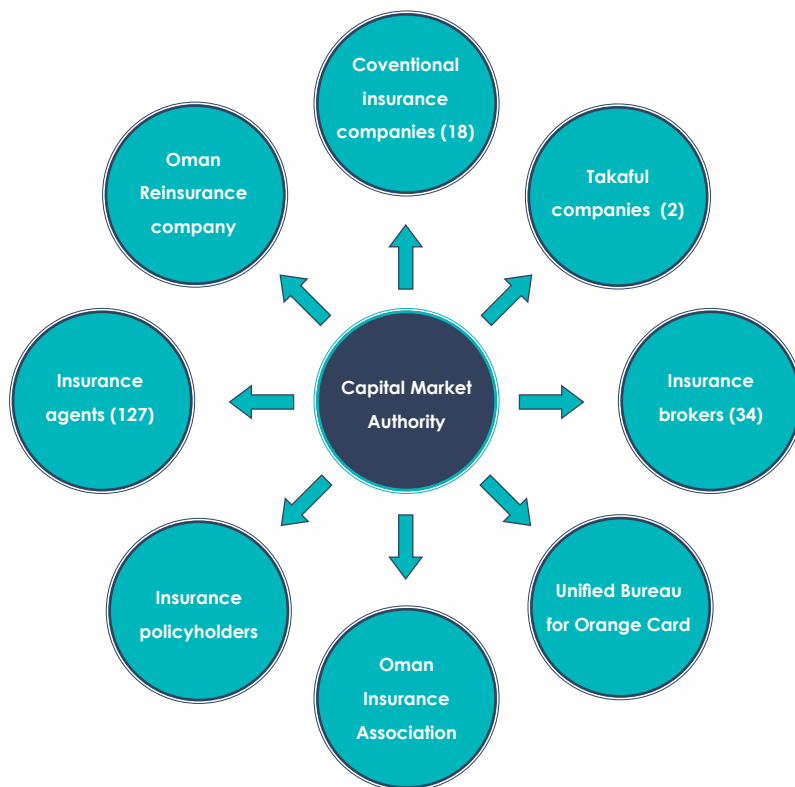 Coventional
insurance
companies (18)
Oman
Reinsurance
company
Takaful
companies (2)
Insurance
agents (127)
Capital Market
Authority
Insurance
brokers (34)
Insurance
policyholders
Unified Bureau
for Orange Card
Oman
Insurance
Association